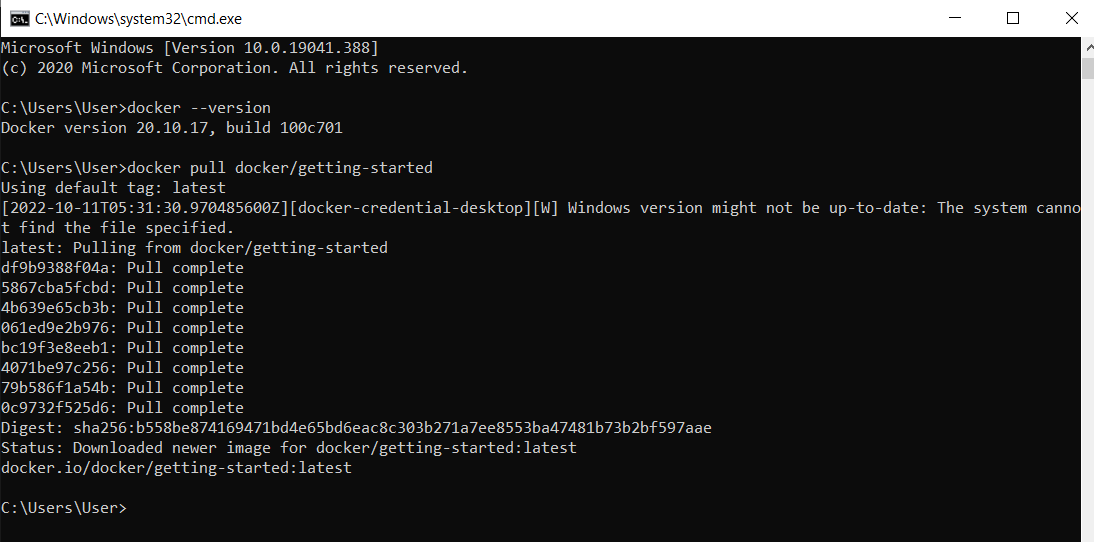 C:\Windows\system32\cmd.exe
Microsoft Windows [Version 10.0.19041.388]
(c) 2020 Microsoft Corporation. All rights reserved.
C:\Users\User>docker --version
Docker version 20.10.17, build 100c701
C:\Users\User>docker pull docker/getting-started
Using default tag: latest
[2022-10-11T05:31:30.970485600Z][docker-credential-desktop][W] Windows version might not be up-to-date: The system canno
t find the file specified.
latest: Pulling from docker/getting-started
df9b9388f04a: Pull complete
5867cba5fcbd: Pull complete
4b639e65cb3b: Pull complete
061ed9e2b976: Pull complete
bc19f3e8eeb1: Pull complete
4071be97c256: Pull complete
79b586f1a54b: Pull complete
0c9732f525d6: Pull complete
Digest: sha256:b558be874169471bd4e65bd6eac8c303b271a7ee8553ba47481b73b2bf597aae
Status: Downloaded newer image for docker/getting-started:latest
docker.io/docker/getting-started:latest
C:\Users\User>